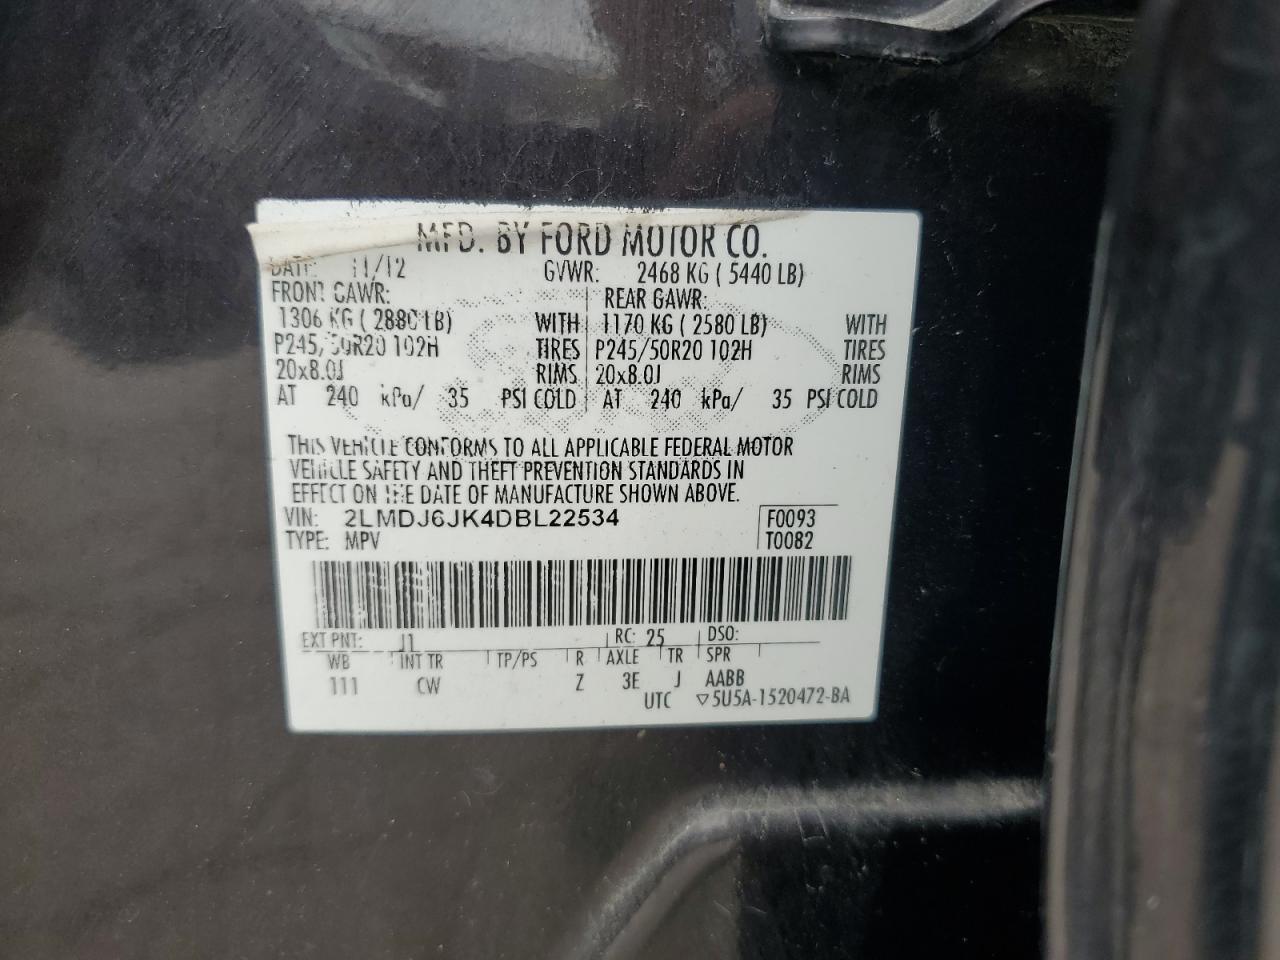 MFD. BY FORD MOTOR CO.
DATE: 11/12 GVWR: 2468 KG ( 5440 LB)
FRONT GAWR: REAR GAWR:
1306 KG ( 2880 LB) WITH 1170 KG ( 2580 LB) WITH
P245/50R20 102H TIRES P245/50R20 102H TIRES
20x8.0J RIMS 20x8.0J RIMS
AT 240 kPa/ 35 PSI COLD AT 240 kPa/ 35 PSI COLD
THIS VEHICLE CONFORMS TO ALL APPLICABLE FEDERAL MOTOR
VEHICLE SAFETY AND THEFT PREVENTION STANDARDS IN
EFFECT ON THE DATE OF MANUFACTURE SHOWN ABOVE.
VIN: 2LMDJ6JK4DBL22534 F0093
TYPE: MPV T0082
EXT PNT: J1 RC: 25 DSO:
WB INT TR TP/PS R AXLE TR SPR
111 CW Z 3E J AABB
UTC ▽5U5A-1520472-BA